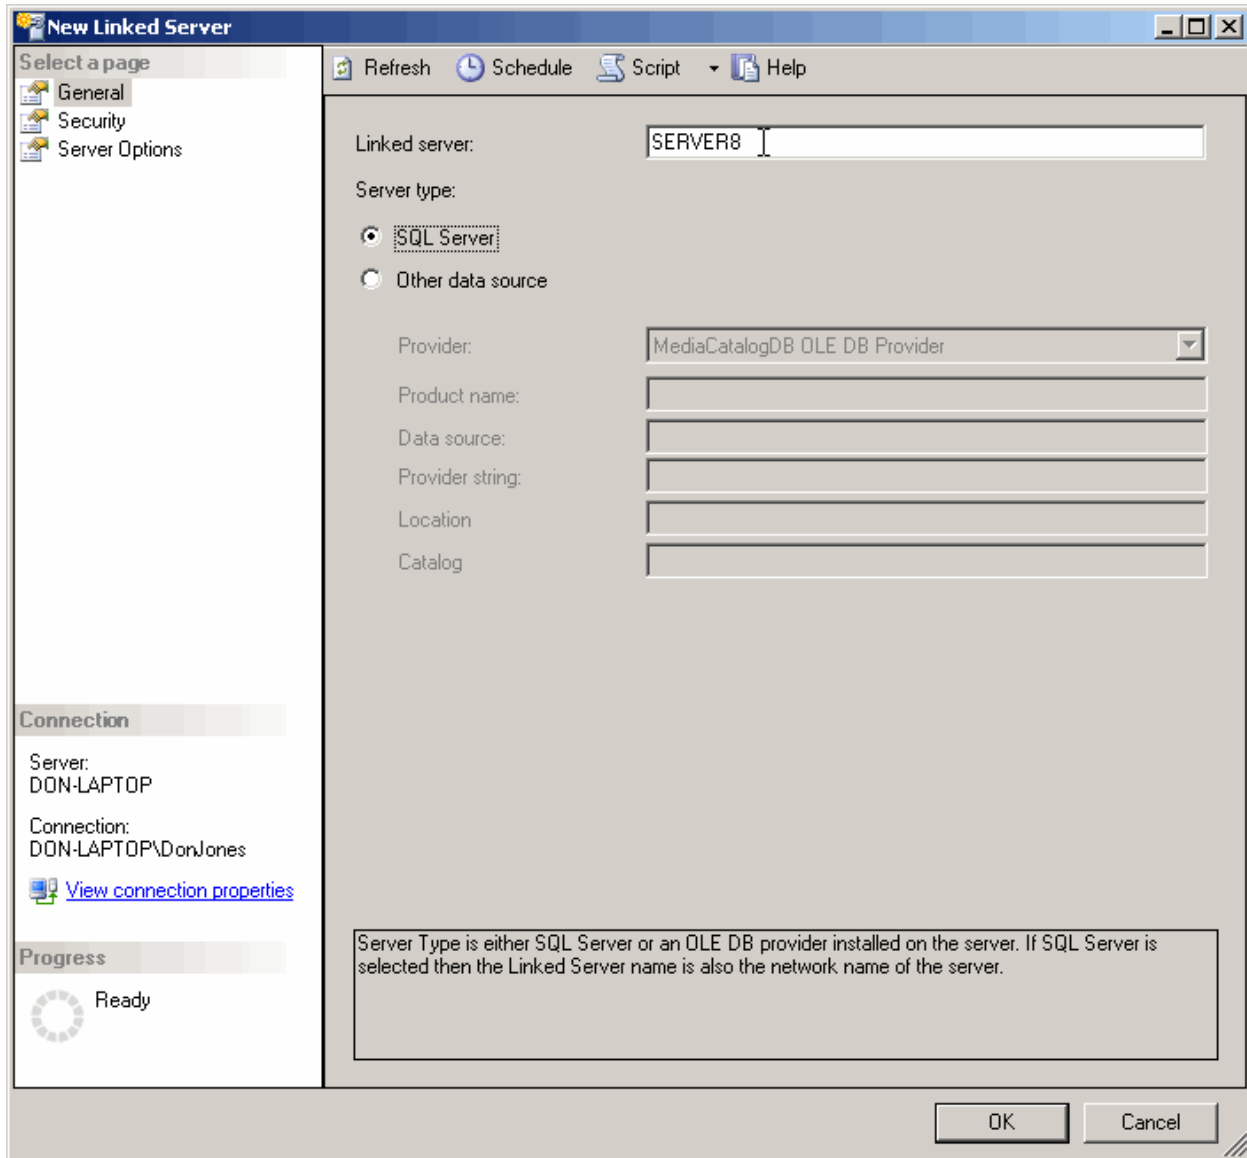 New Linked Server
Select a page
General
Security
Server Options
Refresh Schedule Script Help
Linked server: SERVER8
Server type:
SQL Server
Other data source
Provider: MediaCatalogDB OLE DB Provider
Product name:
Data source:
Provider string:
Location
Catalog
Connection
Server:
DON-LAPTOP
Connection:
DON-LAPTOP\DonJones
View connection properties
Progress
Ready
Server Type is either SQL Server or an OLE DB provider installed on the server. If SQL Server is
selected then the Linked Server name is also the network name of the server.
OK Cancel